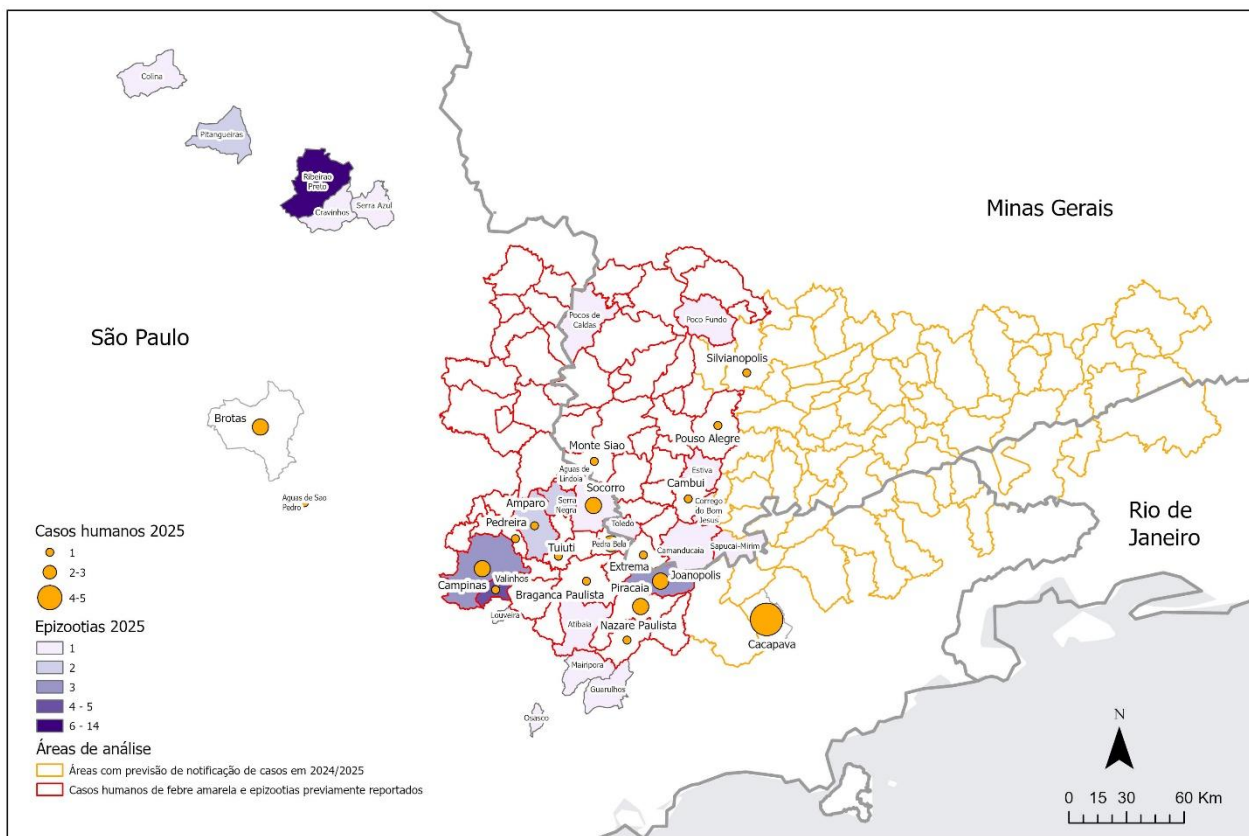 Colina
Pitangueiras
Ribeirao
Preto
Cravinhos
Serra Azul
Minas Gerais
São Paulo
Pocos de
Caldas
Poco Fundo
Silvianopolis
Brotas
Pouso Alegre
Monte Siao
Aguas de
Lindoia
Estiva
Socorro
Cambui
Aguas de Sao
Pedro
Amparo
Serra
Negra
Corrego
do Bom
Jesus
Pedreira
Toledo
Rio de
Janeiro
Tuiuti
Pedra Bela
Camanducaia
Sapucai-Mirim
Extrema
Joanopolis
Campinas
Valinhos
Braganca Paulista
Piracaia
Louveira
Atibaia
Nazare Paulista
Cacapava
Mairipora
Guarulhos
Osasco
Casos humanos 2025
1
2-3
4-5
Epizootias 2025
1
2
3
4 - 5
6 - 14
Áreas de análise
Áreas com previsão de notificação de casos em 2024/2025
Casos humanos de febre amarela e epizootias previamente reportados
N
0 15 30 60 Km